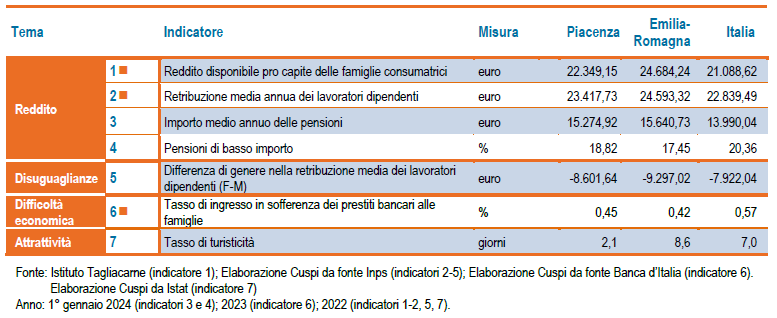 Tema Indicatore Misura Piacenza Emilia-Romagna Italia
Reddito
1 Reddito disponibile pro capite delle famiglie consumatrici euro 22.349,15 24.684,24 21.088,62
2 Retribuzione media annua dei lavoratori dipendenti euro 23.417,73 24.593,32 22.839,49
3 Importo medio annuo delle pensioni euro 15.274,92 15.640,73 13.990,04
4 Pensioni di basso importo % 18,82 17,45 20,36
Disuguaglianze 5 Differenza di genere nella retribuzione media dei lavoratori
dipendenti (F-M) euro -8.601,64 -9.297,02 -7.922,04
Difficoltà
economica 6 Tasso di ingresso in sofferenza dei prestiti bancari alle
famiglie % 0,45 0,42 0,57
Attrattività 7 Tasso di turisticità giorni 2,1 8,6 7,0
Fonte: Istituto Tagliacarne (indicatore 1); Elaborazione Cuspi da fonte Inps (indicatori 2-5); Elaborazione Cuspi da fonte Banca d'Italia (indicatore 6).
Elaborazione Cuspi da Istat (indicatore 7)
Anno: 1° gennaio 2024 (indicatori 3 e 4); 2023 (indicatore 6); 2022 (indicatori 1-2, 5, 7).